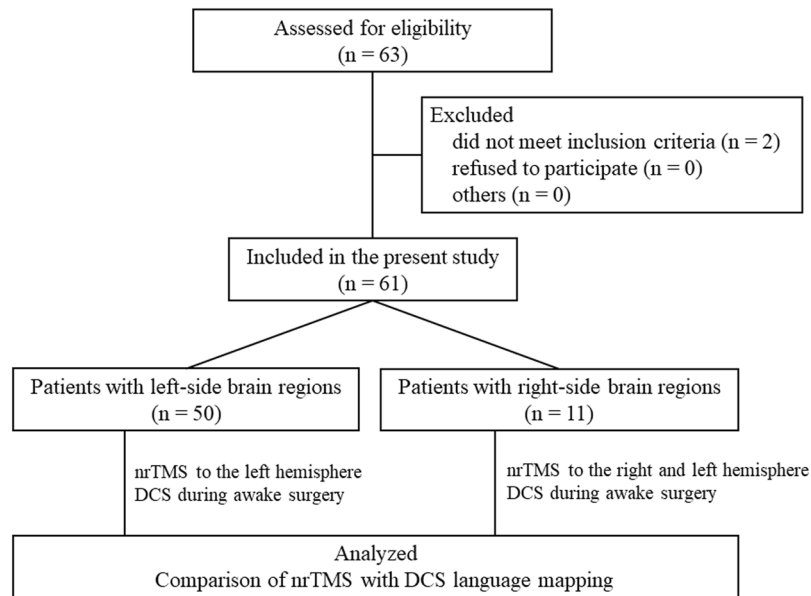 Assessed for eligibility
(n = 63)
Excluded
did not meet inclusion criteria (n = 2)
refused to participate (n = 0)
others (n = 0)
Included in the present study
(n = 61)
Patients with left-side brain regions
(n = 50)
Patients with right-side brain regions
(n = 11)
nrTMS to the left hemisphere
DCS during awake surgery
nrTMS to the right and left hemisphere
DCS during awake surgery
Analyzed
Comparison of nrTMS with DCS language mapping